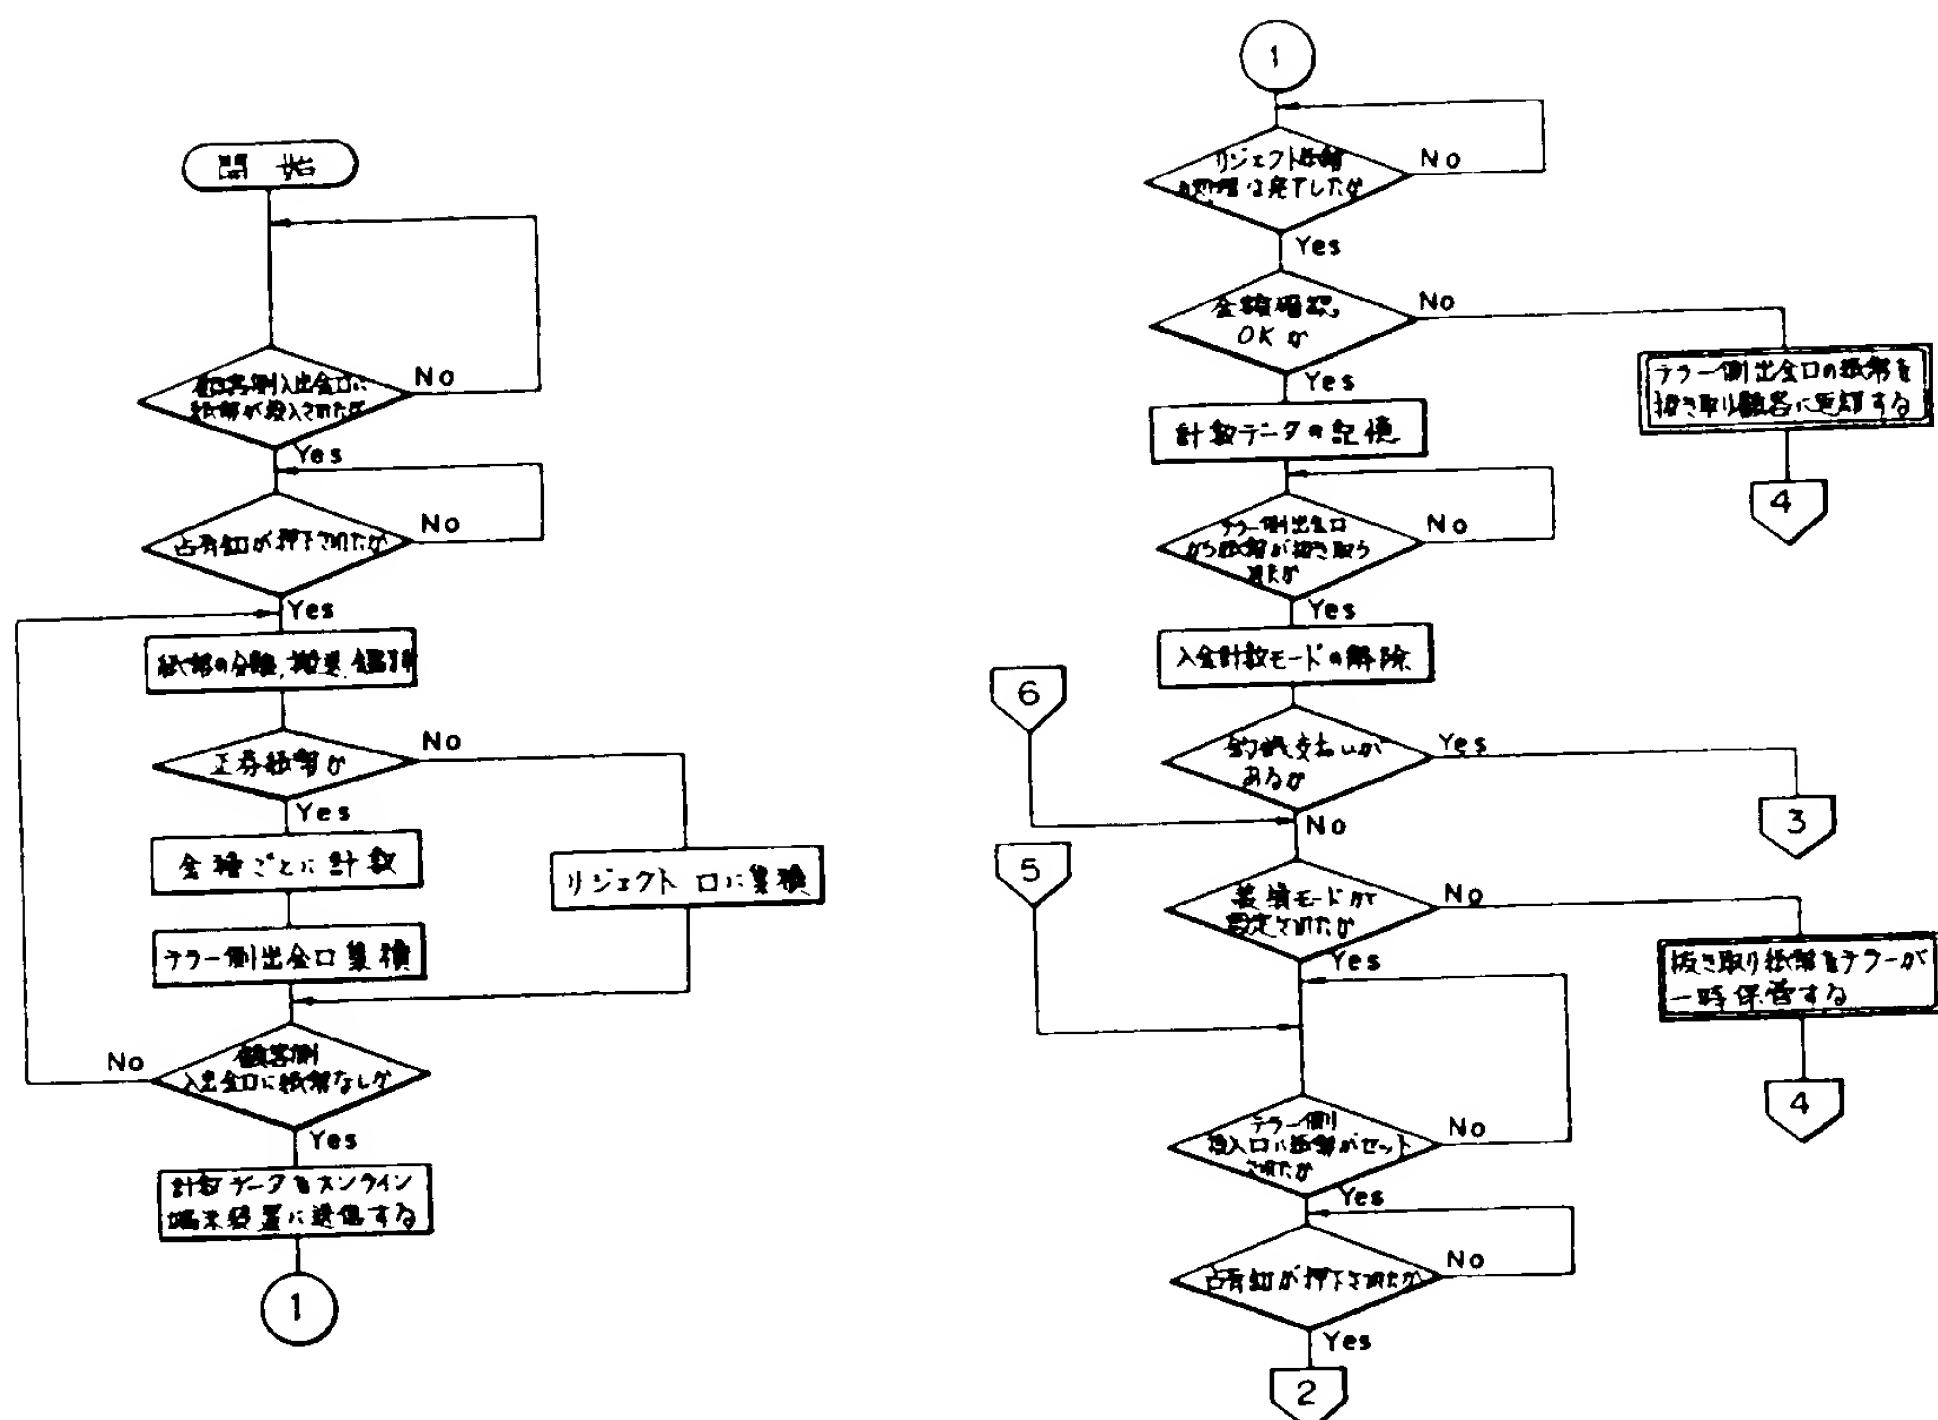 開始
顧客側入出金口に
紙幣が投入されたか
No
Yes
占有釦が押下されたか
No
Yes
紙幣の分離、搬送、鑑別
正券紙幣か
No
Yes
金種ごとに計数
リジェクト口に集積
テラー側出金口集積
顧客側
入出金口に紙幣なしか
No
Yes
計数データをオンライン
端末装置に送信する
1
1
リジェクト紙幣
の処理は完了したか
No
Yes
金額確認
OKか
No
Yes
テラー側出金口の紙幣を
抜き取り顧客に返却する
4
計数データの記憶
テラー側出金口
から紙幣が抜き取ら
れたか
No
Yes
入金計数モードの解除
6
釣銭支払いが
あるか
Yes
No
3
5
装填モードが
設定されたか
No
Yes
抜き取り紙幣をテラーが
一時保管する
4
テラー側
投入口に紙幣がセット
されたか
No
Yes
占有釦が押下されたか
No
Yes
2